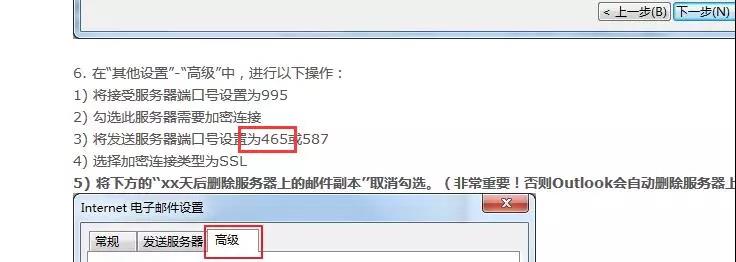 < 上一步(B) 下一步(N)
6. 在“其他设置”-“高级”中，进行以下操作：
1) 将接受服务器端口号设置为995
2) 勾选此服务器需要加密连接
3) 将发送服务器端口号设置为465或587
4) 选择加密连接类型为SSL
5) 将下方的“xx天后删除服务器上的邮件副本”取消勾选。（非常重要！否则Outlook会自动删除服务器上
Internet 电子邮件设置
常规 发送服务器 高级